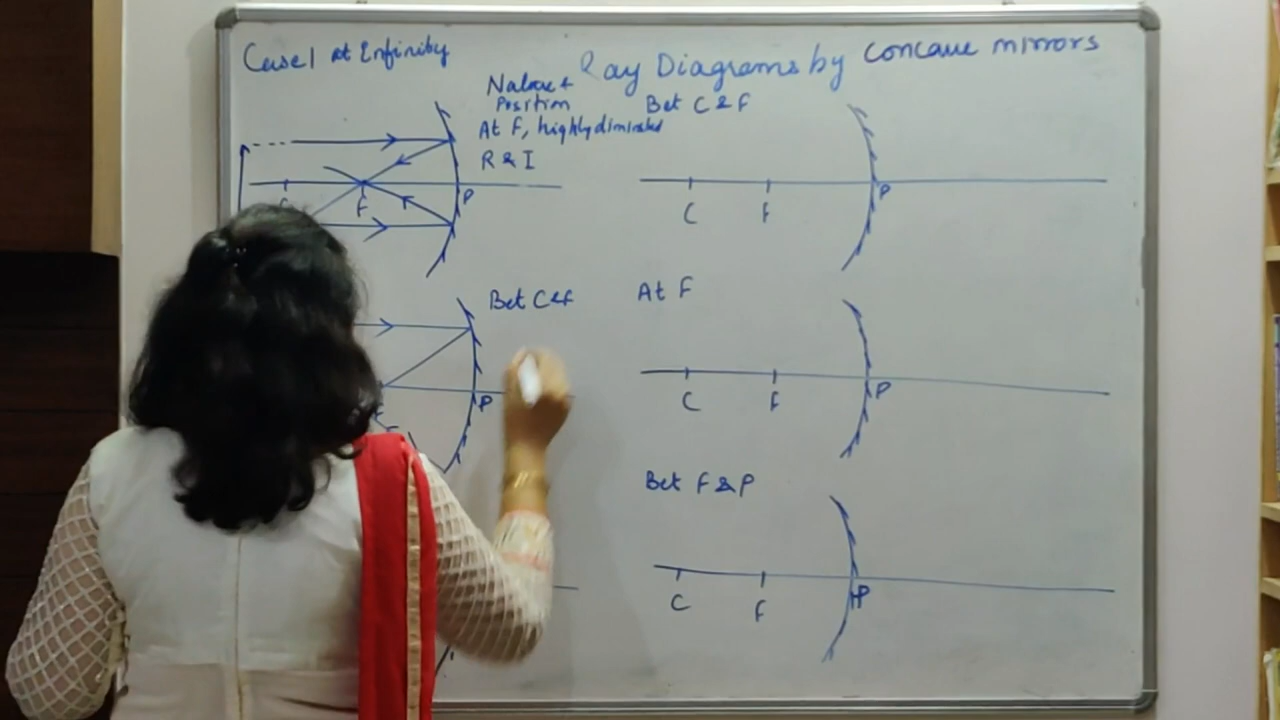 Case1 at Infinity
Ray Diagrams by Concave mirrors
Nature +
Position
At F, highly diminished
R & I
F
P
Bet C & F
C
F
P
Bet C & F
P
At F
C
F
P
Bet F & P
C
F
P